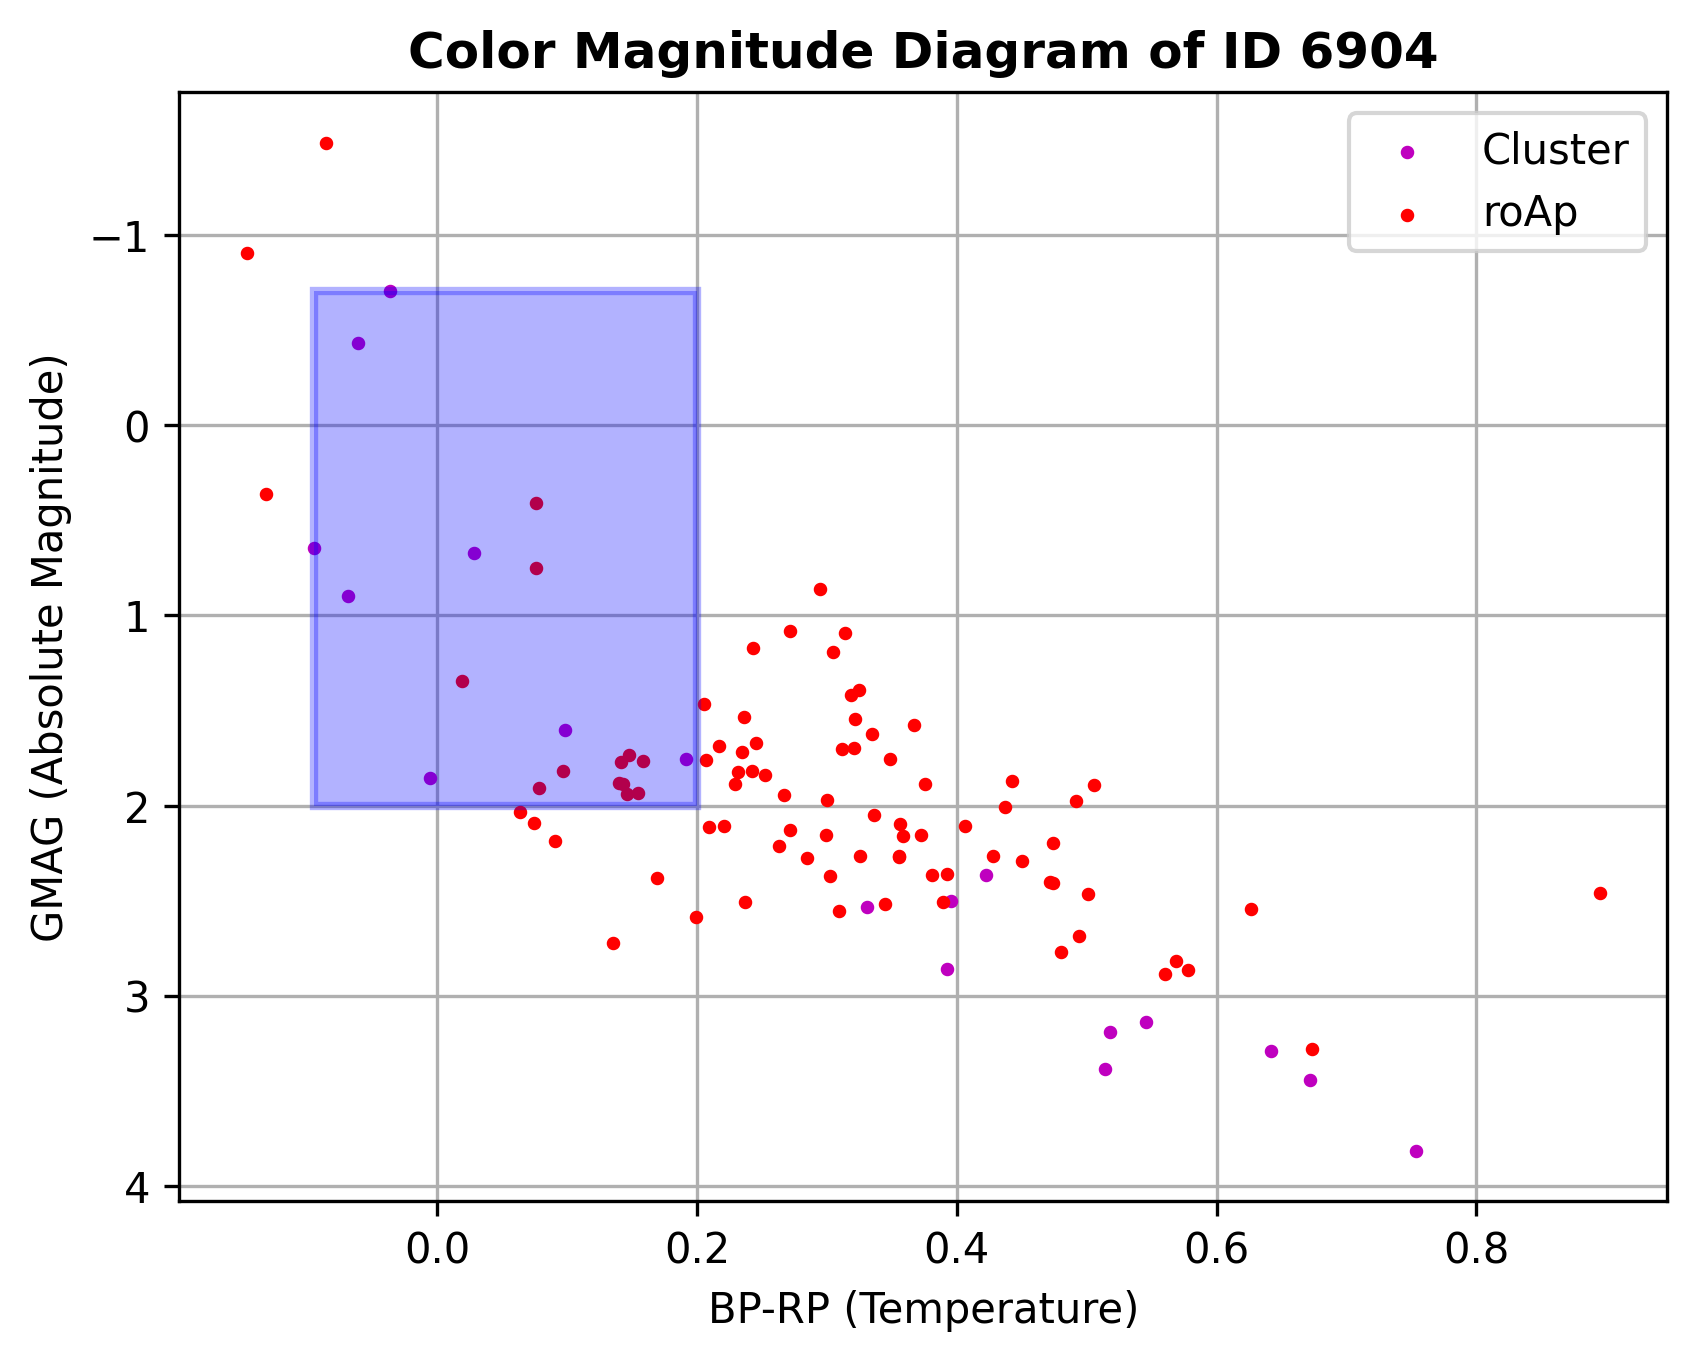 Color Magnitude Diagram of ID 6904
Cluster
roAp
−1
0
1
2
3
4
GMAG (Absolute Magnitude)
0.0 0.2 0.4 0.6 0.8
BP-RP (Temperature)